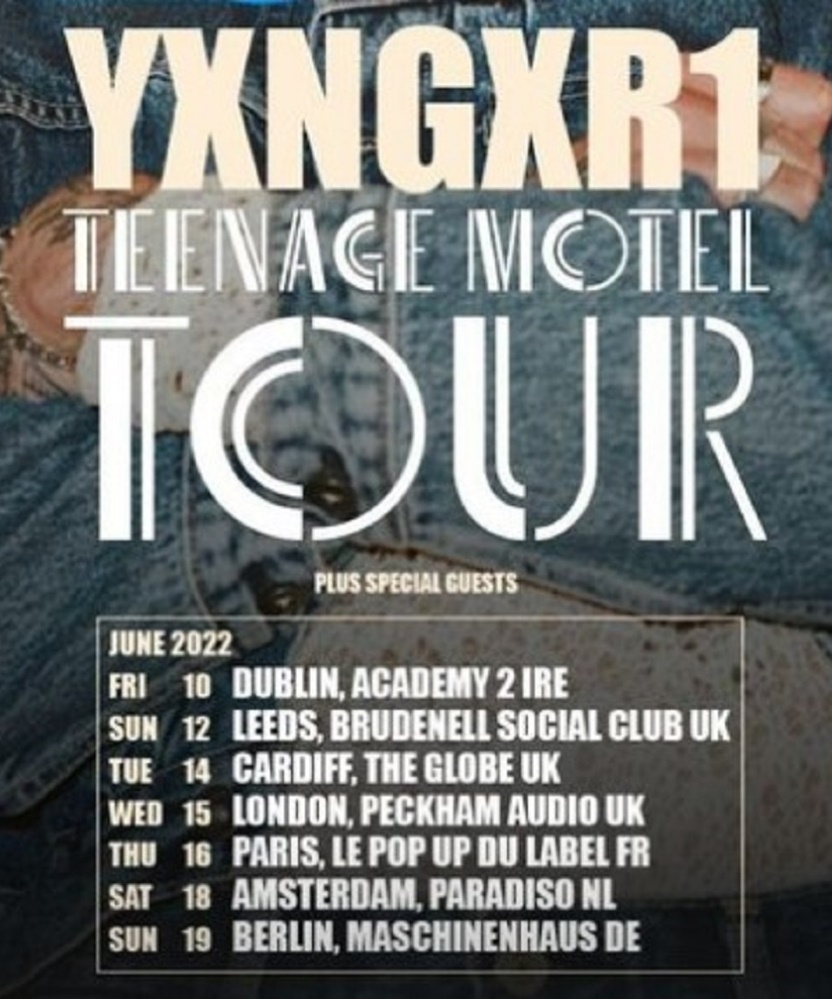 YXNGXR1
TEENAGE MOTEL
TOUR
PLUS SPECIAL GUESTS
JUNE 2022
FRI 10 DUBLIN, ACADEMY 2 IRE
SUN 12 LEEDS, BRUDENELL SOCIAL CLUB UK
TUE 14 CARDIFF, THE GLOBE UK
WED 15 LONDON, PECKHAM AUDIO UK
THU 16 PARIS, LE POP UP DU LABEL FR
SAT 18 AMSTERDAM, PARADISO NL
SUN 19 BERLIN, MASCHINENHAUS DE